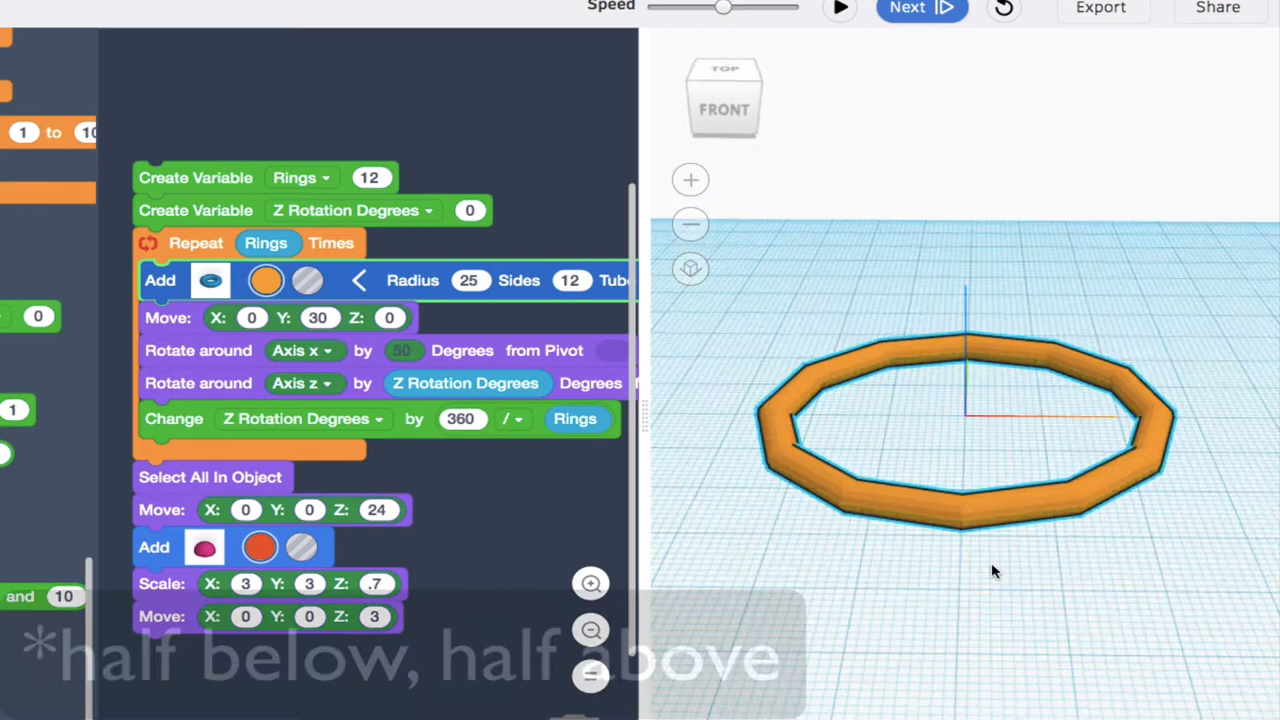 Speed Next Export Share
TOP
FRONT
1 to 10
0
1
and 10
Create Variable Rings 12
Create Variable Z Rotation Degrees 0
Repeat Rings Times
Add Radius 25 Sides 12 Tub
Move: X: 0 Y: 30 Z: 0
Rotate around Axis x by 50 Degrees from Pivot
Rotate around Axis z by Z Rotation Degrees Degrees
Change Z Rotation Degrees by 360 / Rings
Select All In Object
Move: X: 0 Y: 0 Z: 24
Add
Scale: X: 3 Y: 3 Z: .7
Move: X: 0 Y: 0 Z: 3
*half below, half above